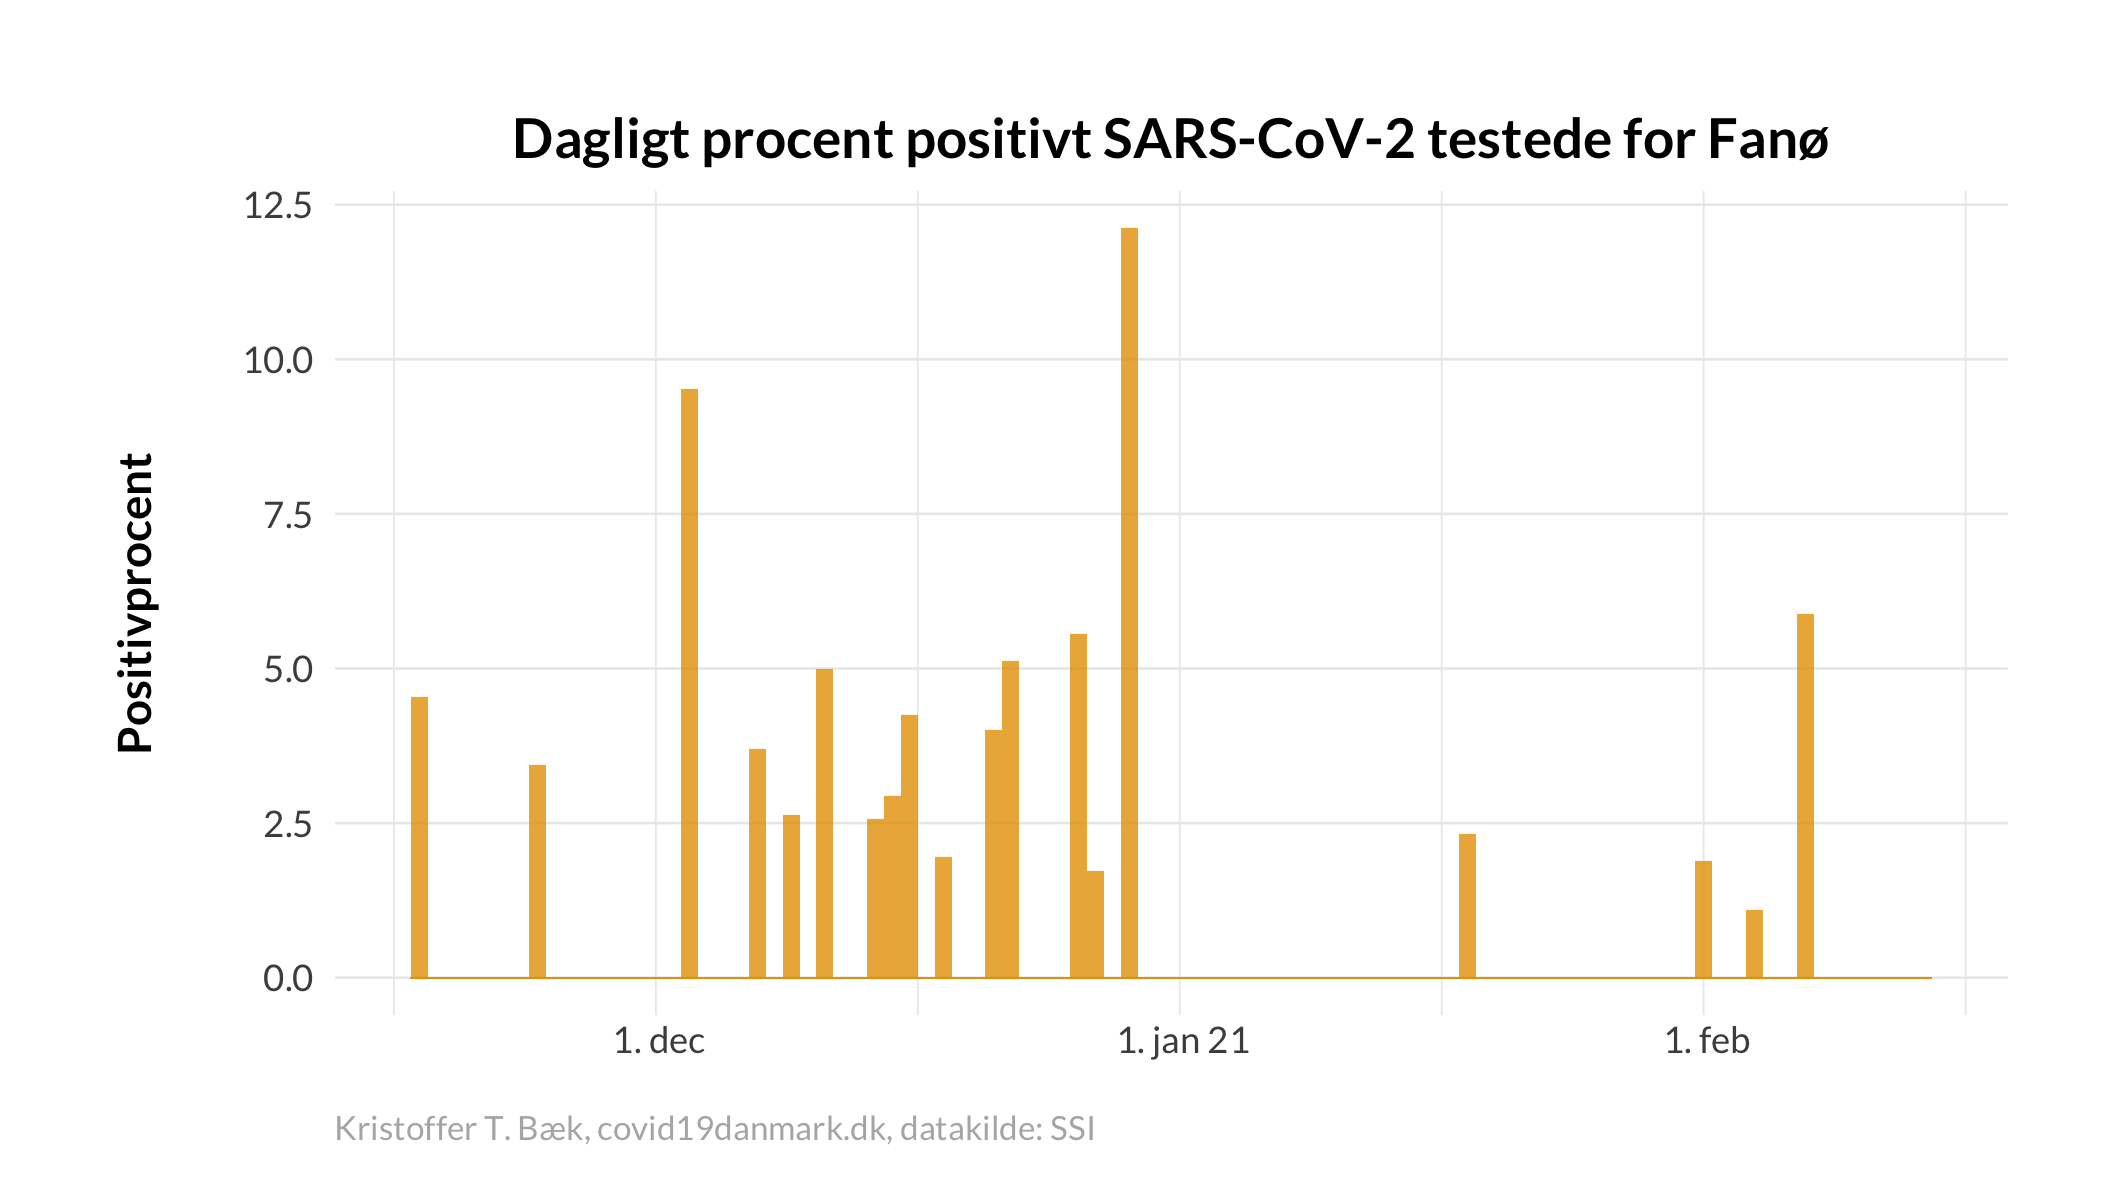 Dagligt procent positivt SARS-CoV-2 testede for Fanø
Positivprocent
12.5
10.0
7.5
5.0
2.5
0.0
1. dec
1. jan 21
1. feb
Kristoffer T. Bæk, covid19danmark.dk, datakilde: SSI